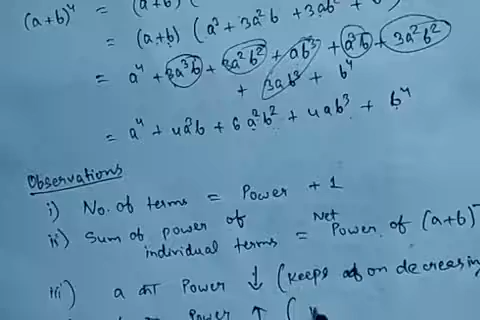 (a+b)⁴ = (a+b)
= (a+b) (a³ + 3a²b + 3ab² +
= a⁴ + 3a³b + 3a²b² + ab³ + a³b + 3a²b²
+ 3ab³ + b⁴
= a⁴ + 4a³b + 6a²b² + 4ab³ + b⁴
Observations
i) No. of terms = Power + 1
ii) Sum of power of individual terms = Net Power of (a+b)
iii) a Power ↓ (keeps on decreasing
Power ↑ (